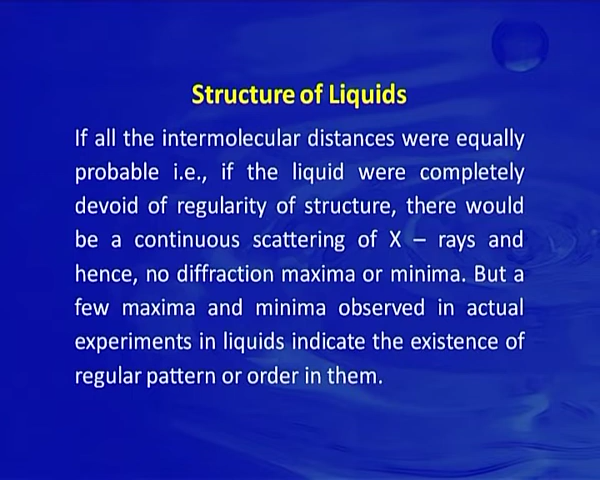 Structure of Liquids
If all the intermolecular distances were equally
probable i.e., if the liquid were completely
devoid of regularity of structure, there would
be a continuous scattering of X – rays and
hence, no diffraction maxima or minima. But a
few maxima and minima observed in actual
experiments in liquids indicate the existence of
regular pattern or order in them.